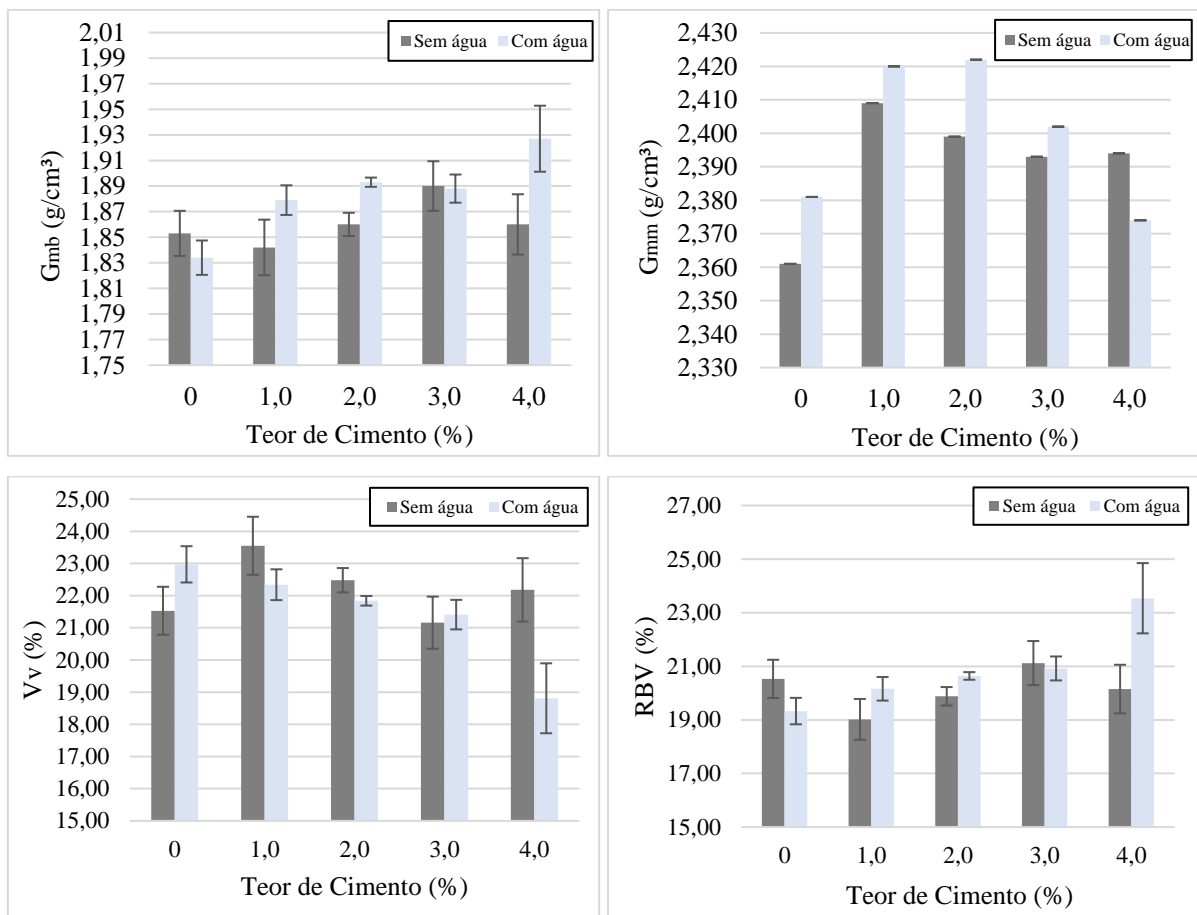 Sem água Com água
2,01
1,99
1,97
1,95
1,93
1,91
1,89
1,87
1,85
1,83
1,81
1,79
1,77
1,75
Gmb (g/cm³)
0 1,0 2,0 3,0 4,0
Teor de Cimento (%)
Sem água Com água
2,430
2,420
2,410
2,400
2,390
2,380
2,370
2,360
2,350
2,340
2,330
Gmm (g/cm³)
0 1,0 2,0 3,0 4,0
Teor de Cimento (%)
Sem água Com água
25,00
24,00
23,00
22,00
21,00
20,00
19,00
18,00
17,00
16,00
15,00
Vv (%)
0 1,0 2,0 3,0 4,0
Teor de Cimento (%)
Sem água Com água
27,00
25,00
23,00
21,00
19,00
17,00
15,00
RBV (%)
0 1,0 2,0 3,0 4,0
Teor de Cimento (%)